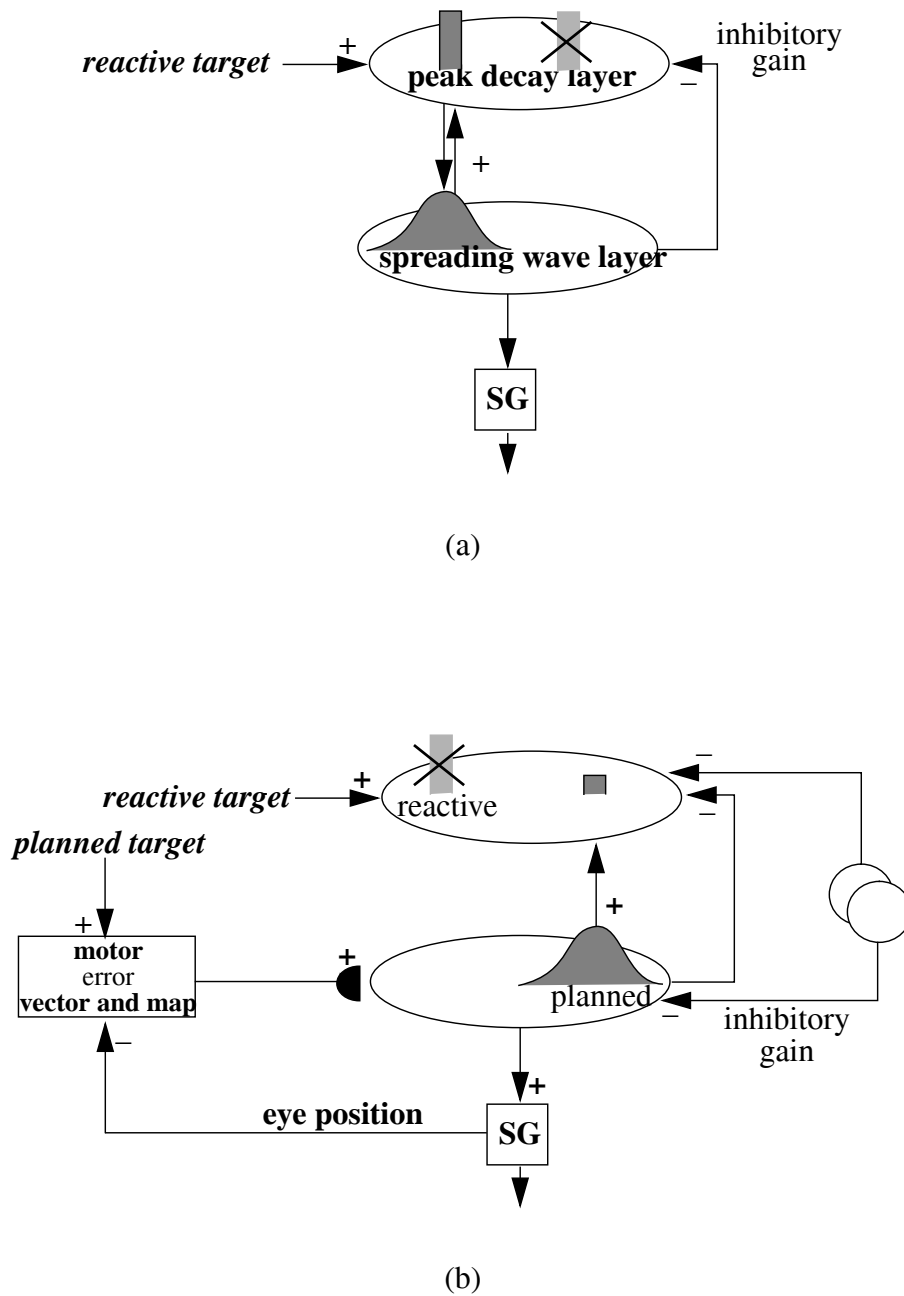 inhibitory
gain
reactive target
+
peak decay layer
–
+
spreading wave layer
SG
(a)
–
+
reactive target
reactive
–
planned target
+
+
+
motor
error
vector and map
planned
–
inhibitory
gain
–
+
eye position
SG
(b)